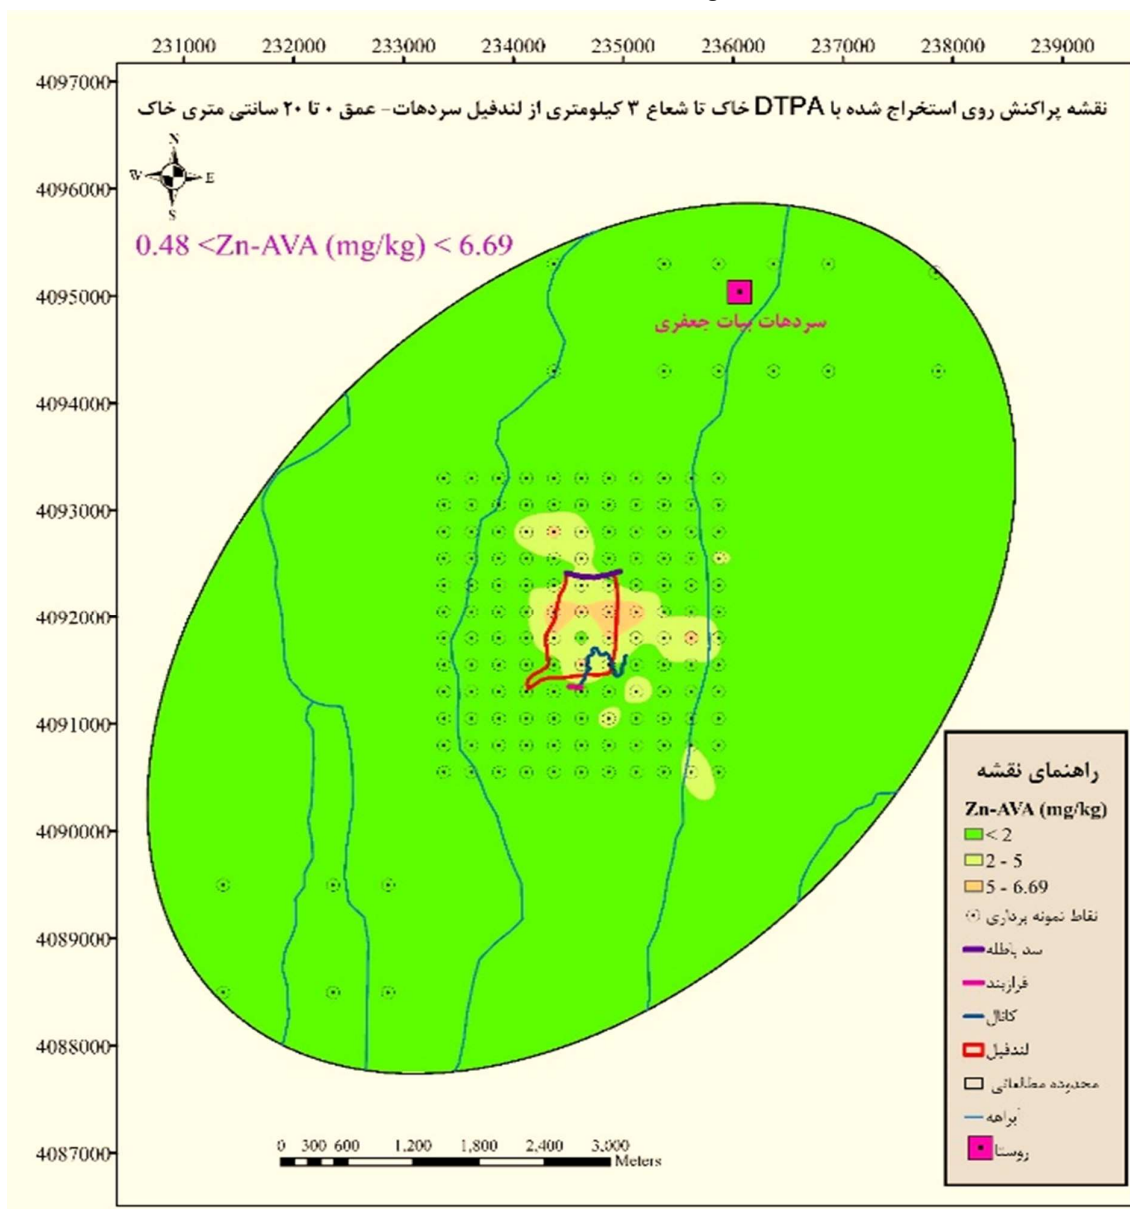 231000 232000 233000 234000 235000 236000 237000 238000 239000
4097000
نقشه پراکنش روی استخراج شده با DTPA خاک تا شعاع ۳ کیلومتری از لندفیل سردهات- عمق ۰ تا ۲۰ سانتی متری خاک
N
W E
S
4096000
0.48 <Zn-AVA (mg/kg) < 6.69
4095000
سردهات بیات جعفری
4094000
4093000
4092000
4091000
4090000
4089000
4088000
4087000
راهنمای نقشه
Zn-AVA (mg/kg)
< 2
2 - 5
5 - 6.69
نقاط نمونه برداری
سد باطله
فرازبند
کانال
لندفیل
محدوده مطالعاتی
آبراهه
روستا
0 300 600 1,200 1,800 2,400 3,000
Meters